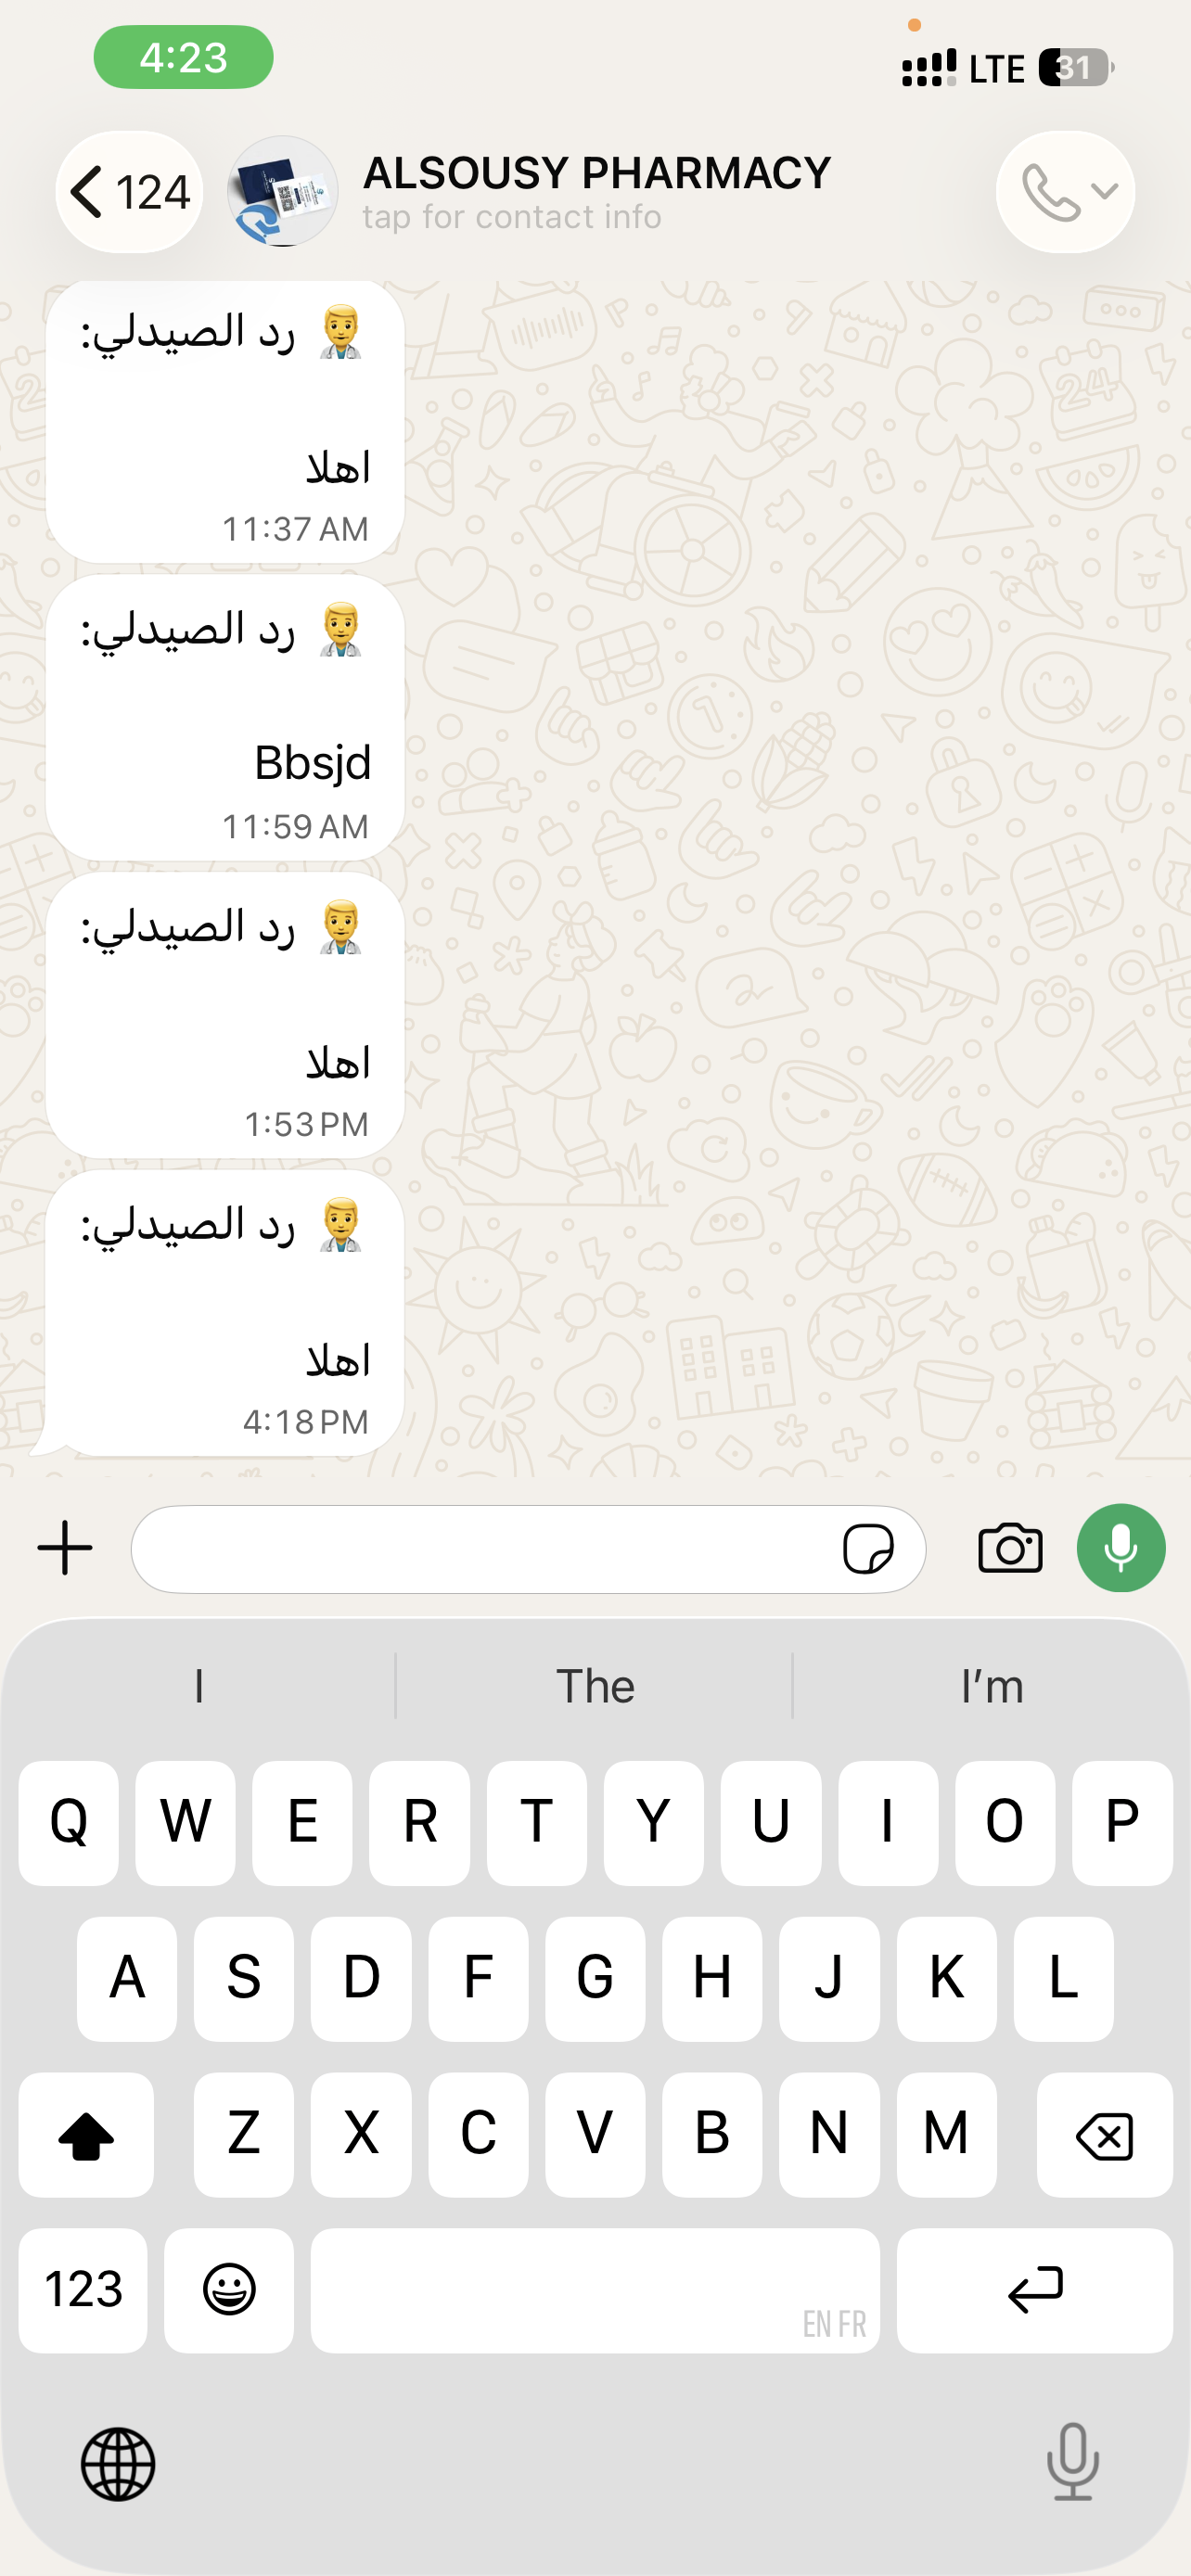 4:23
LTE 31
124
ALSOUSY PHARMACY
tap for contact info
👨‍⚕️ رد الصيدلي:
اهلا
11:37 AM
👨‍⚕️ رد الصيدلي:
Bbsjd
11:59 AM
👨‍⚕️ رد الصيدلي:
اهلا
1:53 PM
👨‍⚕️ رد الصيدلي:
اهلا
4:18 PM
I The I’m
Q W E R T Y U I O P
A S D F G H J K L
Z X C V B N M
123
EN FR